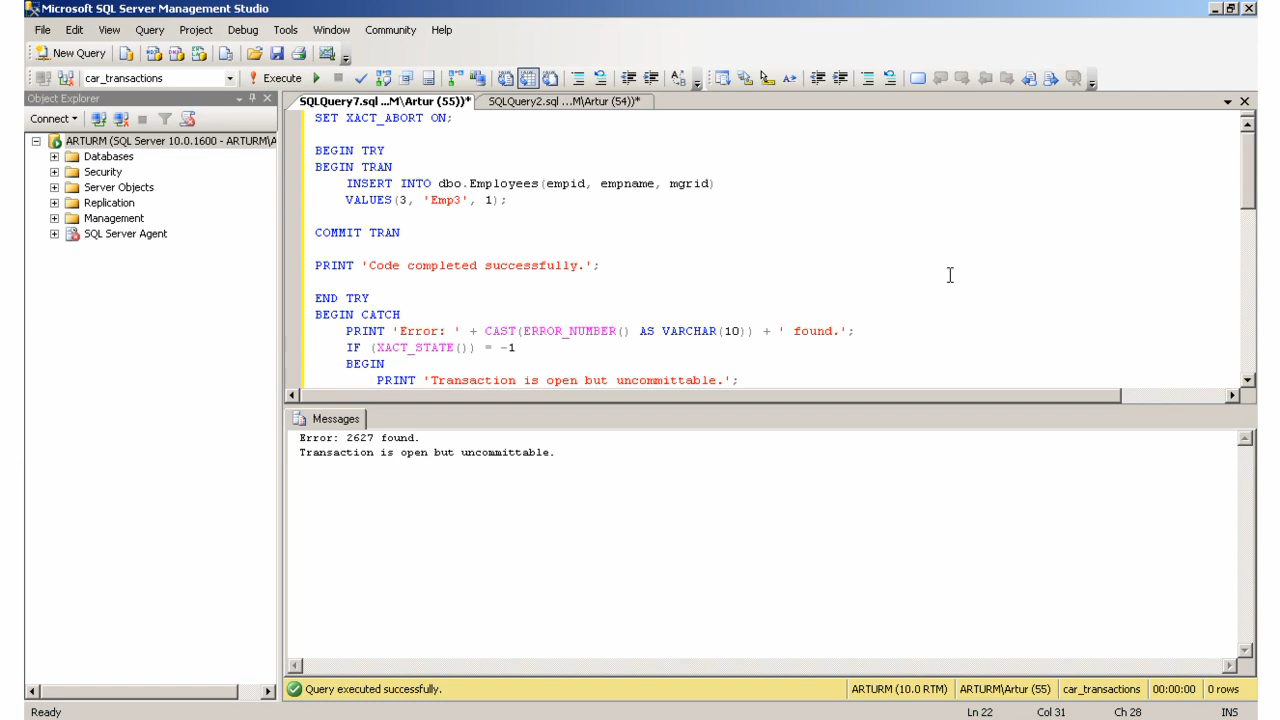 Microsoft SQL Server Management Studio
File Edit View Query Project Debug Tools Window Community Help
New Query
car_transactions Execute
Object Explorer
SQLQuery7.sql ...M\Artur (55))* SQLQuery2.sql ...M\Artur (54))*
Connect
ARTURM (SQL Server 10.0.1600 - ARTURM\A
Databases
Security
Server Objects
Replication
Management
SQL Server Agent
SET XACT_ABORT ON;
BEGIN TRY
BEGIN TRAN
INSERT INTO dbo.Employees(empid, empname, mgrid)
VALUES(3, 'Emp3', 1);
COMMIT TRAN
PRINT 'Code completed successfully.';
END TRY
BEGIN CATCH
PRINT 'Error: ' + CAST(ERROR_NUMBER() AS VARCHAR(10)) + ' found.';
IF (XACT_STATE()) = -1
BEGIN
PRINT 'Transaction is open but uncommittable.';
Messages
Error: 2627 found.
Transaction is open but uncommittable.
Query executed successfully. ARTURM (10.0 RTM) ARTURM\Artur (55) car_transactions 00:00:00 0 rows
Ready Ln 22 Col 31 Ch 28 INS